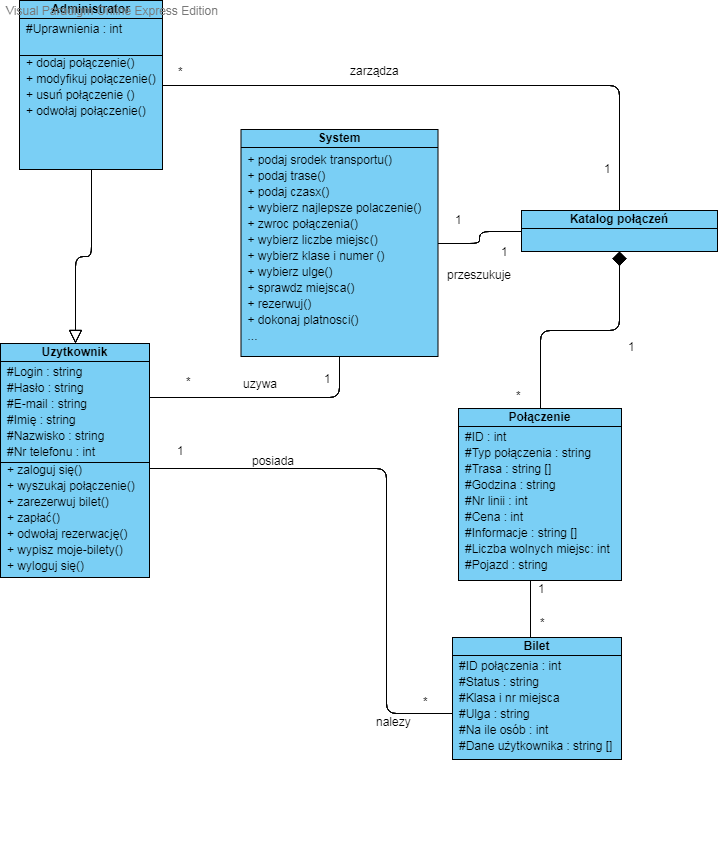 Visual Paradigm Online Express Edition
Administrator
#Uprawnienia : int
+ dodaj połączenie()
+ modyfikuj połączenie()
+ usuń połączenie ()
+ odwołaj połączenie()
*
zarządza
1
System
+ podaj srodek transportu()
+ podaj trase()
+ podaj czasx()
+ wybierz najlepsze polaczenie()
+ zwroc połączenia()
+ wybierz liczbe miejsc()
+ wybierz klase i numer ()
+ wybierz ulge()
+ sprawdz miejsca()
+ rezerwuj()
+ dokonaj platnosci()
...
1
1
przeszukuje
Katalog połączeń
1
*
Uzytkownik
#Login : string
#Hasło : string
#E-mail : string
#Imię : string
#Nazwisko : string
#Nr telefonu : int
+ zaloguj się()
+ wyszukaj połączenie()
+ zarezerwuj bilet()
+ zapłać()
+ odwołaj rezerwację()
+ wypisz moje-bilety()
+ wyloguj się()
*
uzywa
1
1
posiada
Połączenie
#ID : int
#Typ połączenia : string
#Trasa : string []
#Godzina : string
#Nr linii : int
#Cena : int
#Informacje : string []
#Liczba wolnych miejsc: int
#Pojazd : string
1
*
Bilet
#ID połączenia : int
#Status : string
#Klasa i nr miejsca
#Ulga : string
#Na ile osób : int
#Dane użytkownika : string []
*
nalezy